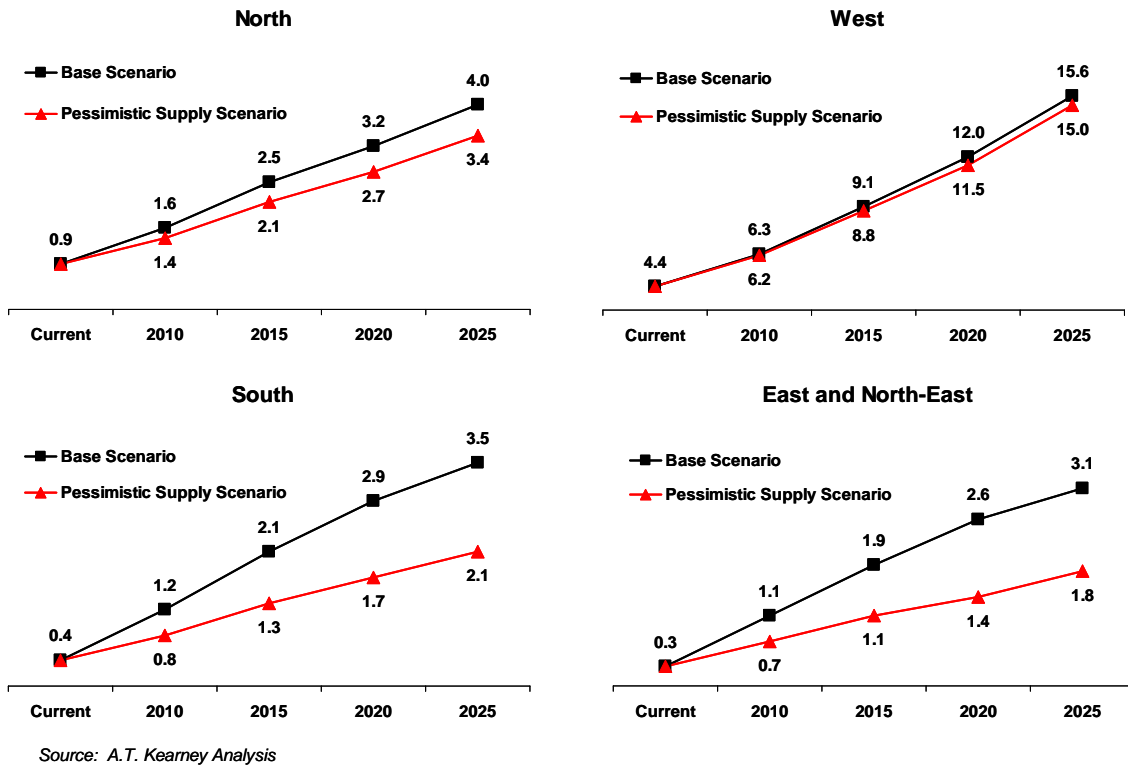 North
Base Scenario
Pessimistic Supply Scenario
4.0
3.2
2.5
1.6
0.9
3.4
2.7
2.1
1.4
Current 2010 2015 2020 2025
West
Base Scenario
Pessimistic Supply Scenario
15.6
12.0
9.1
6.3
4.4
15.0
11.5
8.8
6.2
Current 2010 2015 2020 2025
South
Base Scenario
Pessimistic Supply Scenario
3.5
2.9
2.1
1.2
0.4
2.1
1.7
1.3
0.8
Current 2010 2015 2020 2025
East and North-East
Base Scenario
Pessimistic Supply Scenario
3.1
2.6
1.9
1.1
0.3
1.8
1.4
1.1
0.7
Current 2010 2015 2020 2025
Source: A.T. Kearney Analysis